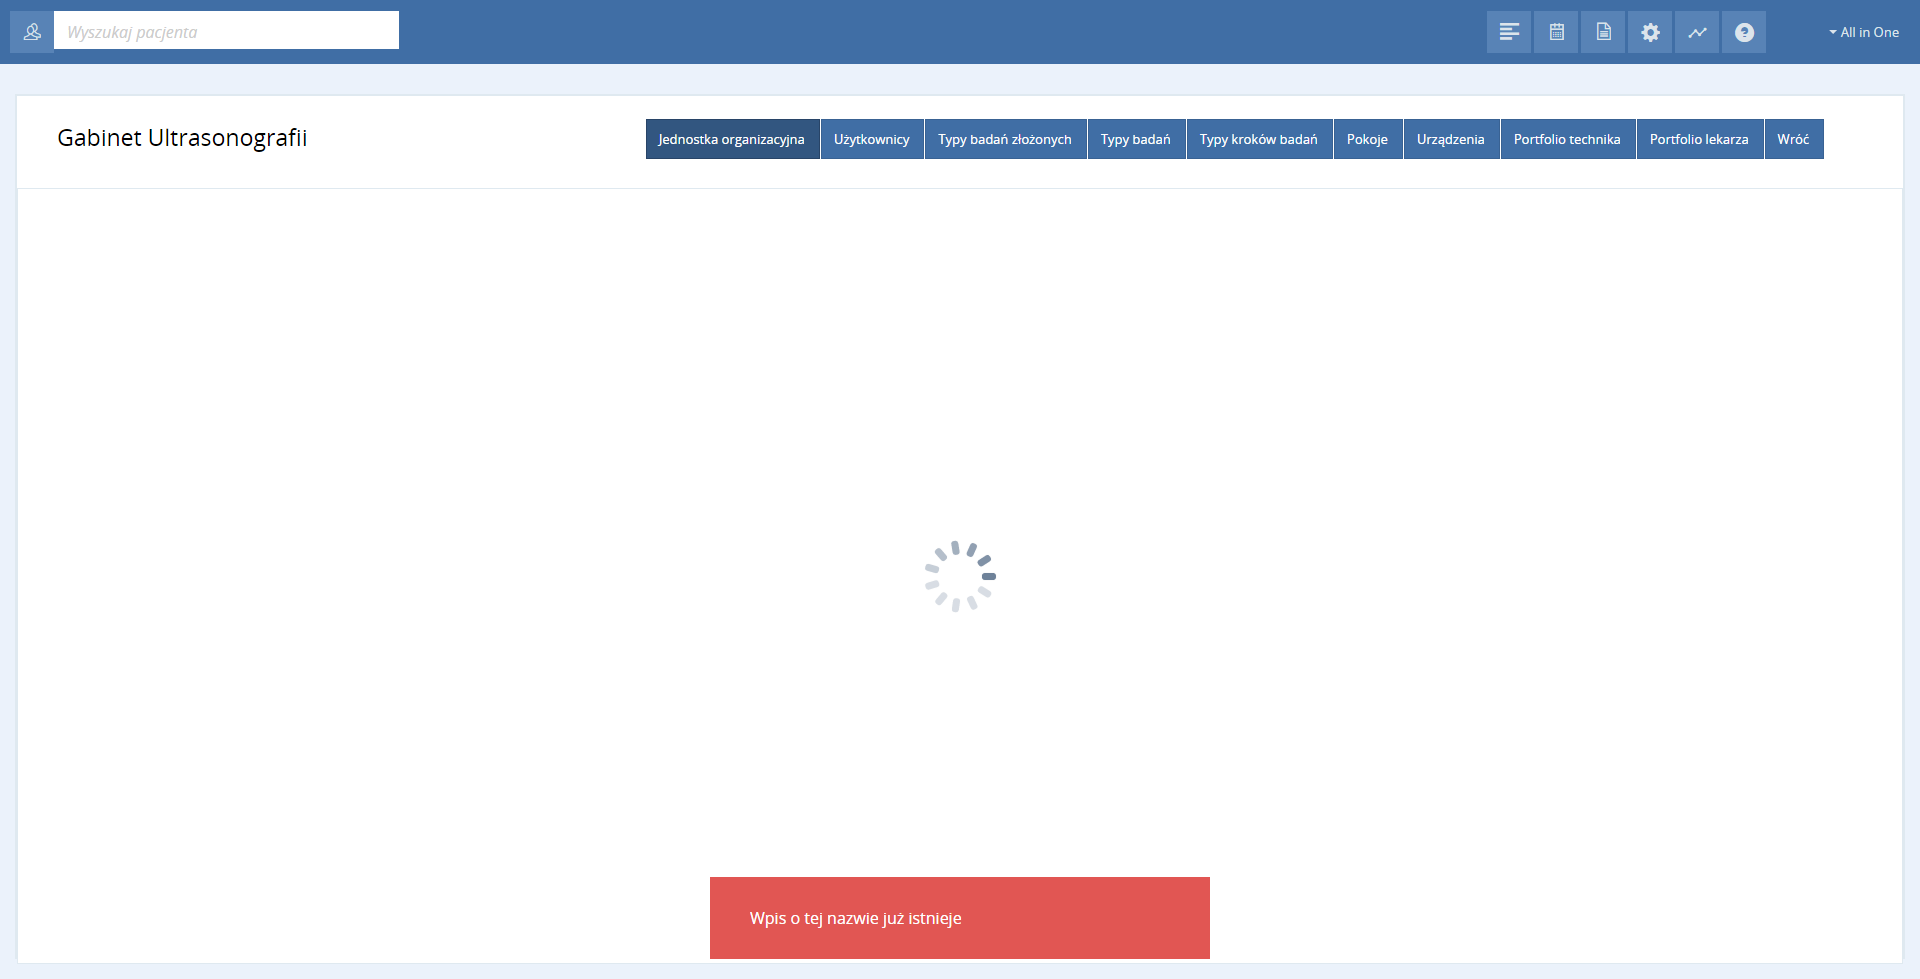 Wyszukaj pacjenta
All in One
Gabinet Ultrasonografii
Jednostka organizacyjna
Użytkownicy
Typy badań złożonych
Typy badań
Typy kroków badań
Pokoje
Urządzenia
Portfolio technika
Portfolio lekarza
Wróć
Wpis o tej nazwie już istnieje